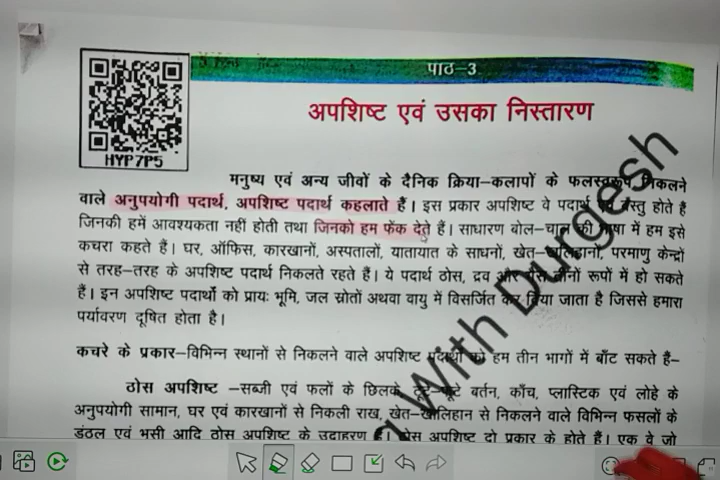 पाठ–3
अपशिष्ट एवं उसका निस्तारण
HYP7P5
मनुष्य एवं अन्य जीवों के दैनिक क्रिया–कलापों के फलस्वरूप निकलने
वाले अनुपयोगी पदार्थ, अपशिष्ट पदार्थ कहलाते हैं। इस प्रकार अपशिष्ट वे पदार्थ एवं वस्तु होते हैं
जिनकी हमें आवश्यकता नहीं होती तथा जिनको हम फेंक देते हैं। साधारण बोल–चाल की भाषा में हम इसे
कचरा कहते हैं। घर, ऑफिस, कारखानों, अस्पतालों, यातायात के साधनों, खेत–खलिहानों, परमाणु केन्द्रों
से तरह–तरह के अपशिष्ट पदार्थ निकलते रहते हैं। ये पदार्थ ठोस, द्रव और गैस तीनों रूपों में हो सकते
हैं। इन अपशिष्ट पदार्थों को प्रायः भूमि, जल स्रोतों अथवा वायु में विसर्जित कर दिया जाता है जिससे हमारा
पर्यावरण दूषित होता है।
कचरे के प्रकार–विभिन्न स्थानों से निकलने वाले अपशिष्ट पदार्थों को हम तीन भागों में बाँट सकते हैं–
ठोस अपशिष्ट –सब्जी एवं फलों के छिलके, टूटे–फूटे बर्तन, काँच, प्लास्टिक एवं लोहे के
अनुपयोगी सामान, घर एवं कारखानों से निकली राख, खेत–खलिहान से निकलने वाले विभिन्न फसलों के
डंठल एवं भूसी आदि ठोस अपशिष्ट के उदाहरण हैं। ठोस अपशिष्ट दो प्रकार के होते हैं। एक वे जो
With Durgesh